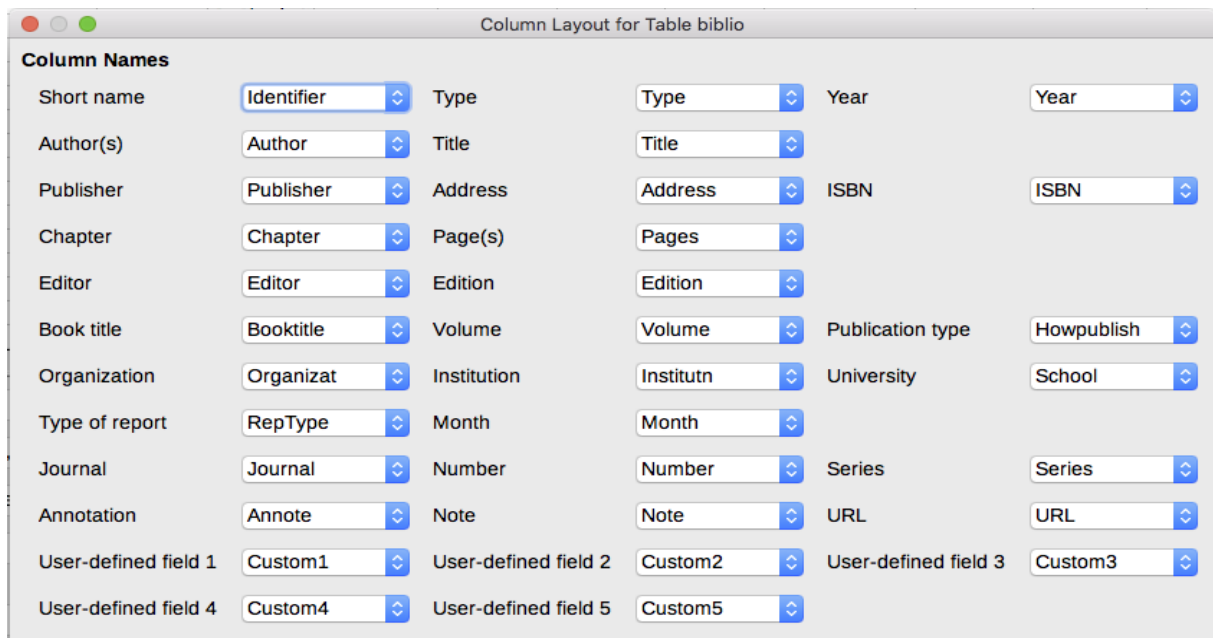 Column Layout for Table biblio
Column Names
Short name Identifier Type Type Year Year
Author(s) Author Title Title
Publisher Publisher Address Address ISBN ISBN
Chapter Chapter Page(s) Pages
Editor Editor Edition Edition
Book title Booktitle Volume Volume Publication type Howpublish
Organization Organizat Institution Institutn University School
Type of report RepType Month Month
Journal Journal Number Number Series Series
Annotation Annote Note Note URL URL
User-defined field 1 Custom1 User-defined field 2 Custom2 User-defined field 3 Custom3
User-defined field 4 Custom4 User-defined field 5 Custom5